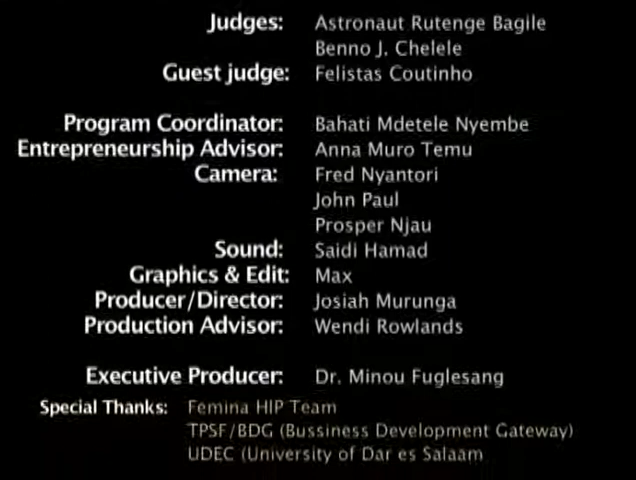 Judges: Astronaut Rutenge Bagile
Benno J. Chelele
Guest judge: Felistas Coutinho
Program Coordinator: Bahati Mdetele Nyembe
Entrepreneurship Advisor: Anna Muro Temu
Camera: Fred Nyantori
John Paul
Prosper Njau
Sound: Saidi Hamad
Graphics & Edit: Max
Producer/Director: Josiah Murunga
Production Advisor: Wendi Rowlands
Executive Producer: Dr. Minou Fuglesang
Special Thanks: Femina HIP Team
TPSF/BDG (Bussiness Development Gateway)
UDEC (University of Dar es Salaam